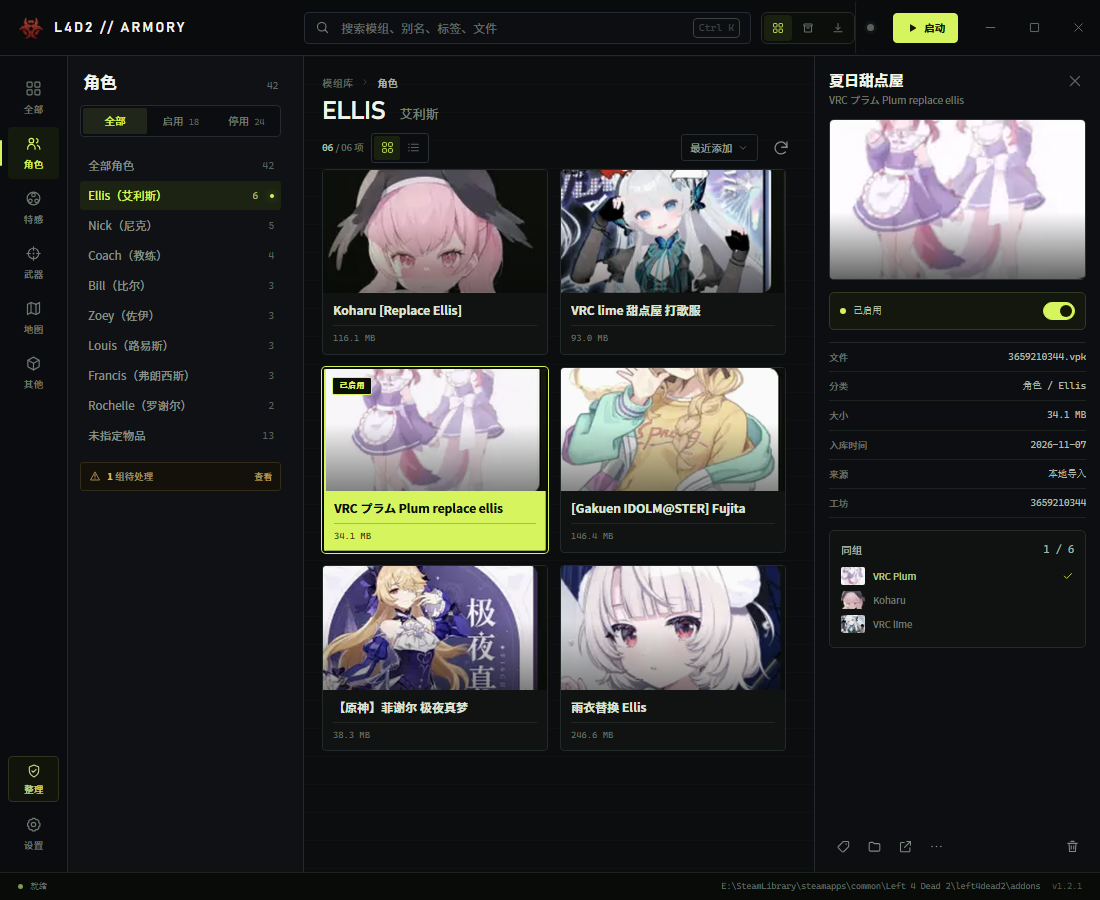 L4D2 // ARMORY
搜索模组、别名、标签、文件
Ctrl K
启动
全部
角色
特感
武器
地图
其他
整理
设置
角色
42
全部
启用 18
停用 24
全部角色 42
Ellis（艾利斯） 6
Nick（尼克） 5
Coach（教练） 4
Bill（比尔） 3
Zoey（佐伊） 3
Louis（路易斯） 3
Francis（弗朗西斯） 3
Rochelle（罗谢尔） 2
未指定物品 13
1 组待处理 查看
模组库 角色
ELLIS 艾利斯
06 / 06 项
最近添加
Koharu [Replace Ellis]
116.1 MB
VRC lime 甜点屋 打歌服
93.0 MB
已启用
VRC プラム Plum replace ellis
34.1 MB
[Gakuen IDOLM@STER] Fujita
146.4 MB
极夜真
【原神】菲谢尔 极夜真梦
38.3 MB
雨衣替换 Ellis
246.6 MB
夏日甜点屋
VRC プラム Plum replace ellis
已启用
文件 3659210344.vpk
分类 角色 / Ellis
大小 34.1 MB
入库时间 2026-11-07
来源 本地导入
工坊 3659210344
同组 1 / 6
VRC Plum
Koharu
VRC lime
就绪
E:\SteamLibrary\steamapps\common\Left 4 Dead 2\left4dead2\addons
v1.2.1